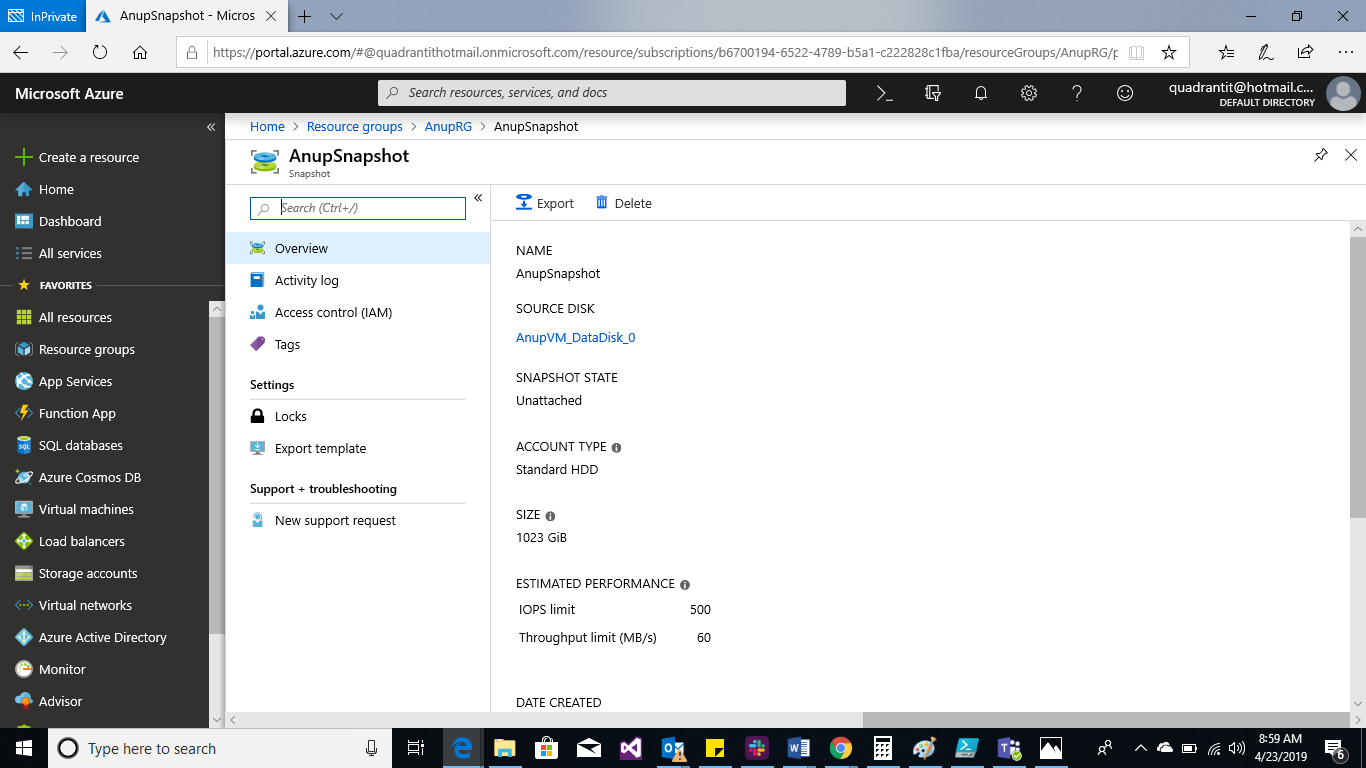 InPrivate
AnupSnapshot - Micros
https://portal.azure.com/#@quadrantithotmail.onmicrosoft.com/resource/subscriptions/b6700194-6522-4789-b5a1-c222828c1fba/resourceGroups/AnupRG/p
Microsoft Azure
Search resources, services, and docs
quadrantit@hotmail.c...
DEFAULT DIRECTORY
Create a resource
Home
Dashboard
All services
FAVORITES
All resources
Resource groups
App Services
Function App
SQL databases
Azure Cosmos DB
Virtual machines
Load balancers
Storage accounts
Virtual networks
Azure Active Directory
Monitor
Advisor
Home > Resource groups > AnupRG > AnupSnapshot
AnupSnapshot
Snapshot
Search (Ctrl+/)
Overview
Activity log
Access control (IAM)
Tags
Settings
Locks
Export template
Support + troubleshooting
New support request
Export Delete
NAME
AnupSnapshot
SOURCE DISK
AnupVM_DataDisk_0
SNAPSHOT STATE
Unattached
ACCOUNT TYPE
Standard HDD
SIZE
1023 GiB
ESTIMATED PERFORMANCE
IOPS limit 500
Throughput limit (MB/s) 60
DATE CREATED
Type here to search
8:59 AM
4/23/2019
6